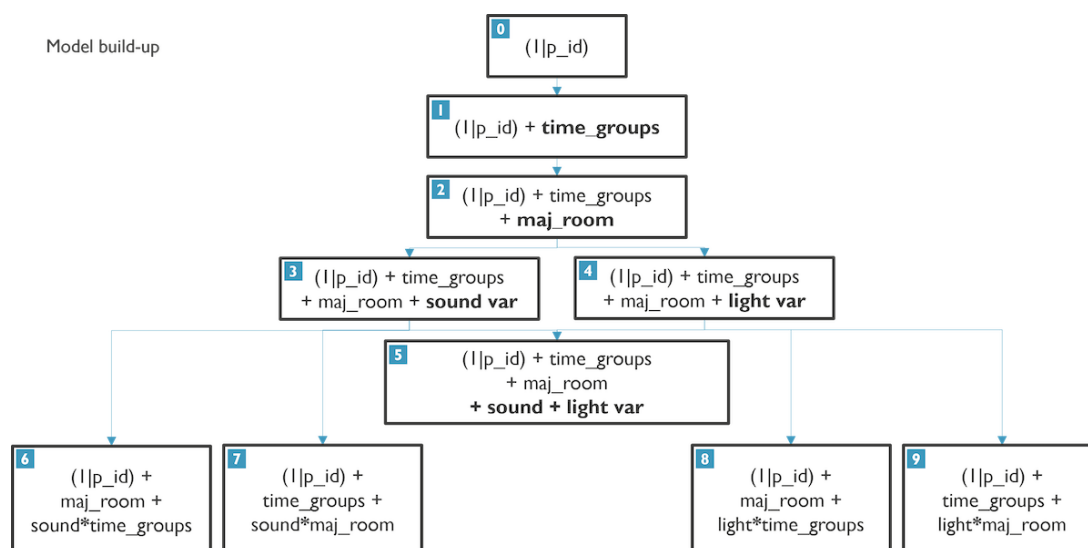 Model build-up
0
(1|p_id)
1
(1|p_id) + time_groups
2
(1|p_id) + time_groups
+ maj_room
3
(1|p_id) + time_groups
+ maj_room + sound var
4
(1|p_id) + time_groups
+ maj_room + light var
5
(1|p_id) + time_groups
+ maj_room
+ sound + light var
6
(1|p_id) +
maj_room +
sound*time_groups
7
(1|p_id) +
time_groups +
sound*maj_room
8
(1|p_id) +
maj_room +
light*time_groups
9
(1|p_id) +
time_groups +
light*maj_room